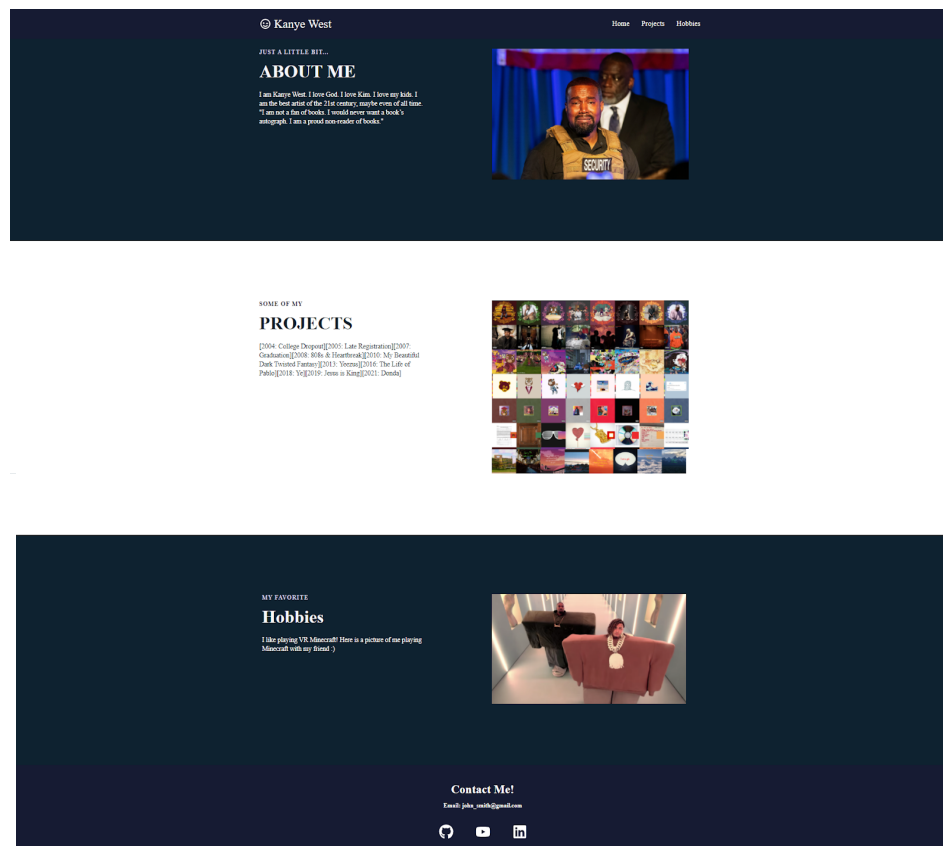 Kanye West
Home Projects Hobbies
JUST A LITTLE BIT...
ABOUT ME
I am Kanye West. I love God. I love Kim. I love my kids. I
am the best artist of the 21st century, maybe even of all time.
"I am not a fan of books. I would never want a book's
autograph. I am a proud non-reader of books."
SECURITY
SOME OF MY
PROJECTS
[2004: College Dropout][2005: Late Registration][2007:
Graduation][2008: 808s & Heartbreak][2010: My Beautiful
Dark Twisted Fantasy][2013: Yeezus][2016: The Life of
Pablo][2018: Ye][2019: Jesus is King][2021: Donda]
MY FAVORITE
Hobbies
I like playing VR Minecraft! Here is a picture of me playing
Minecraft with my friend :)
Contact Me!
Email: john_smith@gmail.com